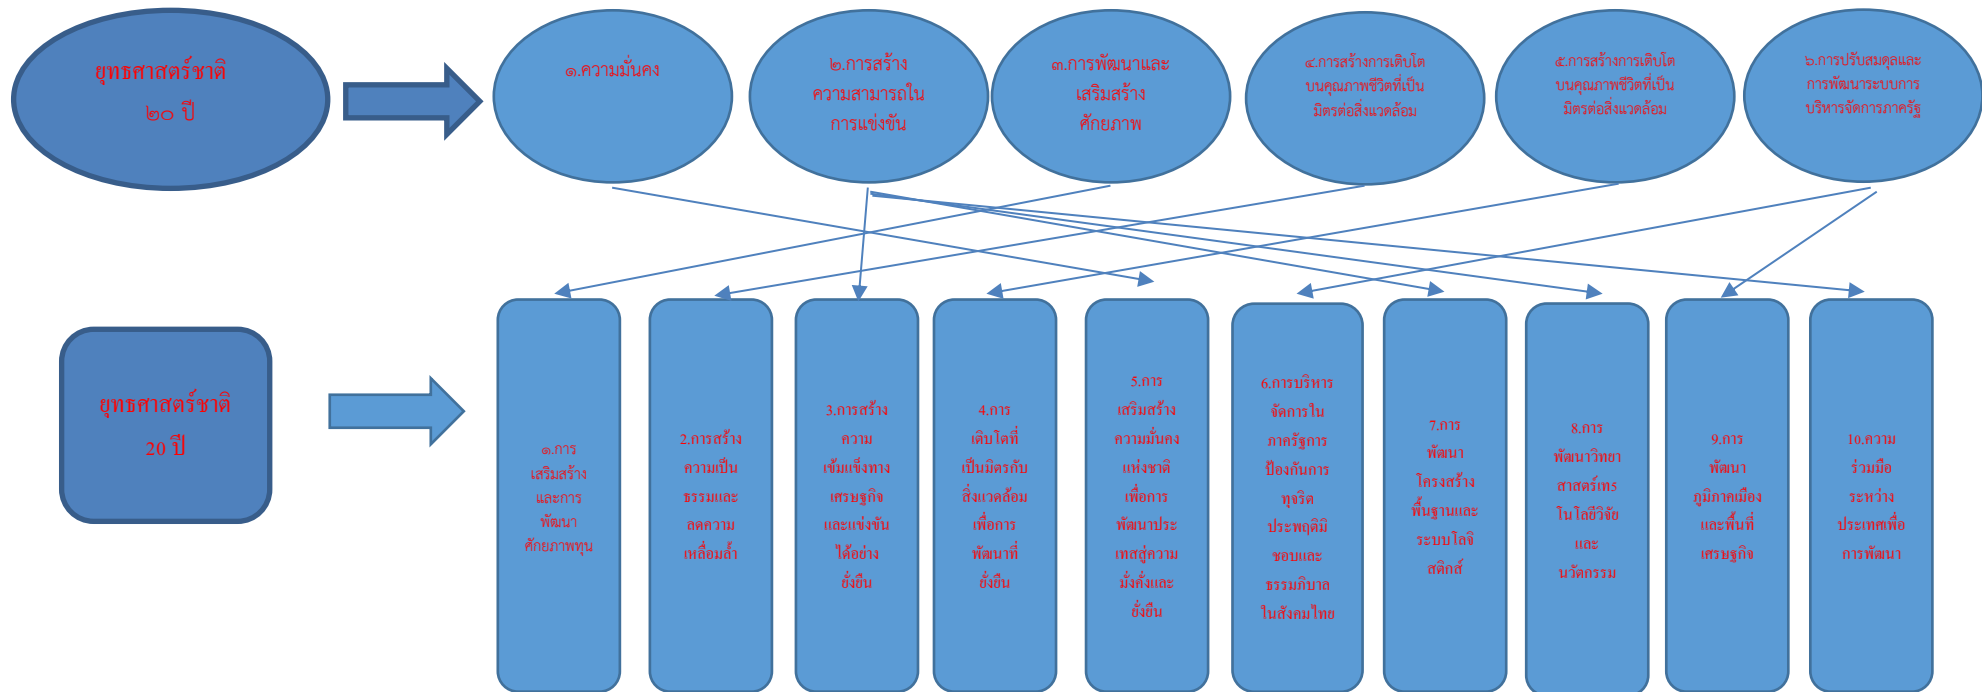 ยุทธศาสตร์ชาติ
๒๐ ปี
๑.ความมั่นคง
๒.การสร้าง
ความสามารถใน
การแข่งขัน
๓.การพัฒนาและ
เสริมสร้าง
ศักยภาพ
๔.การสร้างการเติบโต
บนคุณภาพชีวิตที่เป็น
มิตรต่อสิ่งแวดล้อม
๕.การสร้างการเติบโต
บนคุณภาพชีวิตที่เป็น
มิตรต่อสิ่งแวดล้อม
๖.การปรับสมดุลและ
การพัฒนาระบบการ
บริหารจัดการภาครัฐ
ยุทธศาสตร์ชาติ
20 ปี
๑.การ
เสริมสร้าง
และการ
พัฒนา
ศักยภาพทุน
2.การสร้าง
ความเป็น
ธรรมและ
ลดความ
เหลื่อมล้ำ
3.การสร้าง
ความ
เข้มแข็งทาง
เศรษฐกิจ
และแข่งขัน
ได้อย่าง
ยั่งยืน
4.การ
เติบโตที่
เป็นมิตรกับ
สิ่งแวดล้อม
เพื่อการ
พัฒนาที่
ยั่งยืน
5.การ
เสริมสร้าง
ความมั่นคง
แห่งชาติ
เพื่อการ
พัฒนาประ
เทสสู่ความ
มั่งคั่งและ
ยั่งยืน
6.การบริหาร
จัดการใน
ภาครัฐการ
ป้องกันการ
ทุจริต
ประพฤติมิ
ชอบและ
ธรรมภิบาล
ในสังคมไทย
7.การ
พัฒนา
โครงสร้าง
พื้นฐานและ
ระบบโลจิ
สติกส์
8.การ
พัฒนาวิทยา
สาสตร์เท5
โนโลยีวิจัย
และ
นวัตกรรม
9.การ
พัฒนา
ภูมิภาคเมือง
และพื้นที่
เศรษฐกิจ
10.ความ
ร่วมมือ
ระหว่าง
ประเทศเพื่อ
การพัฒนา